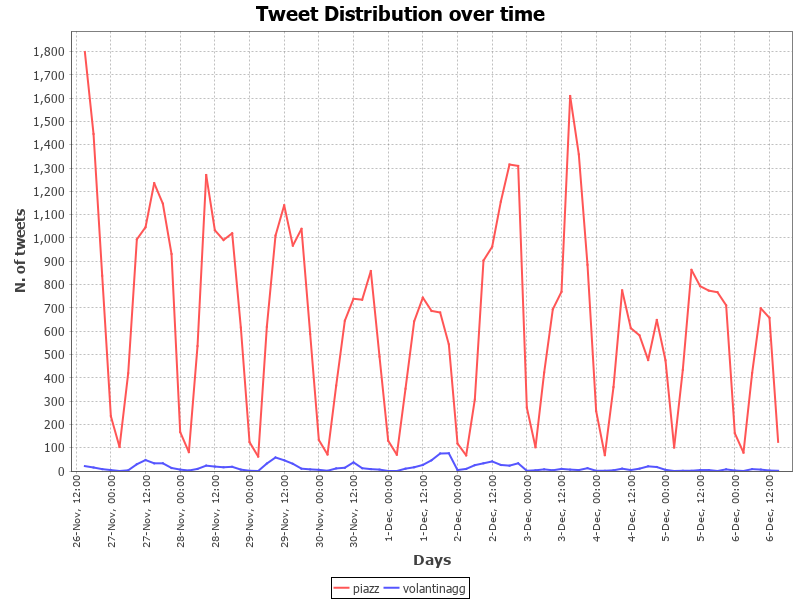 Tweet Distribution over time
N. of tweets
1,800
1,700
1,600
1,500
1,400
1,300
1,200
1,100
1,000
900
800
700
600
500
400
300
200
100
0
26-Nov, 12:00
27-Nov, 00:00
27-Nov, 12:00
28-Nov, 00:00
28-Nov, 12:00
29-Nov, 00:00
29-Nov, 12:00
30-Nov, 00:00
30-Nov, 12:00
1-Dec, 00:00
1-Dec, 12:00
2-Dec, 00:00
2-Dec, 12:00
3-Dec, 00:00
3-Dec, 12:00
4-Dec, 00:00
4-Dec, 12:00
5-Dec, 00:00
5-Dec, 12:00
6-Dec, 00:00
6-Dec, 12:00
Days
piazz volantinagg